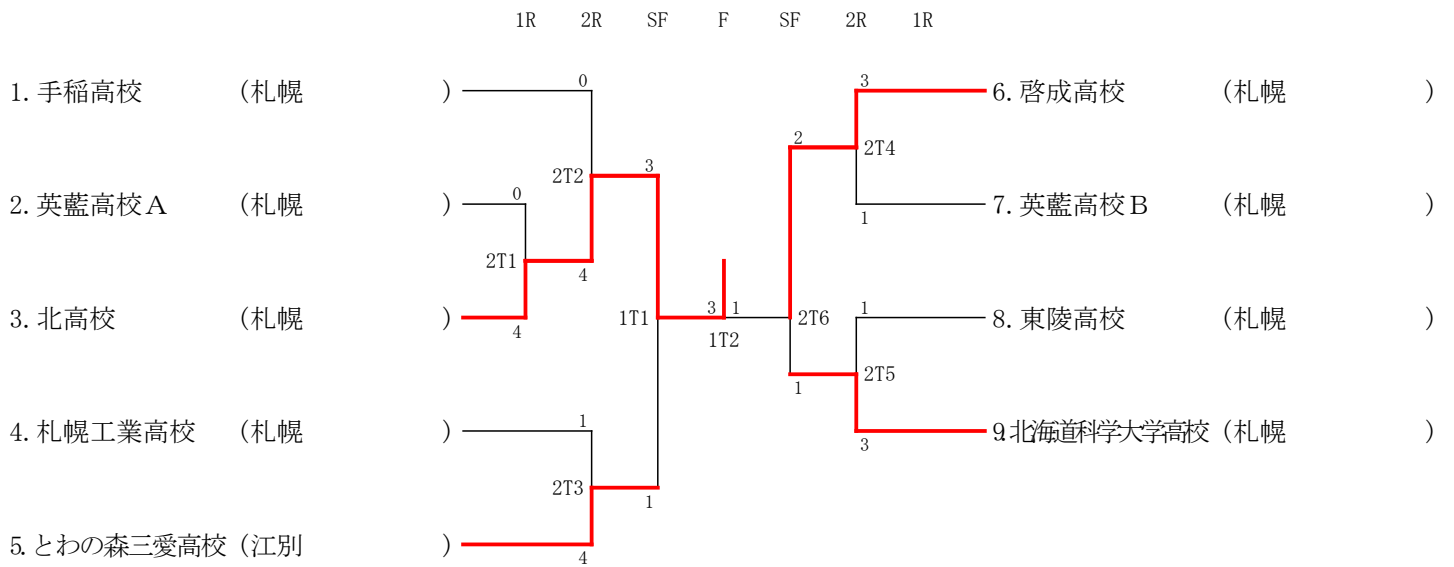 1R 2R SF F SF 2R 1R
0 3
1. 手稲高校 (札幌 ) 6. 啓成高校 (札幌 )
2
2T4
3
2T2
0
2. 英藍高校A (札幌 ) 7. 英藍高校B (札幌 )
1
2T1
4
3 1 1
3. 北高校 (札幌 ) 1T1 2T6 8. 東陵高校 (札幌 )
4 1T2
2T5
1
1
4. 札幌工業高校 (札幌 ) 9.北海道科学大学高校 (札幌 )
3
2T3
1
5. とわの森三愛高校 (江別 )
4